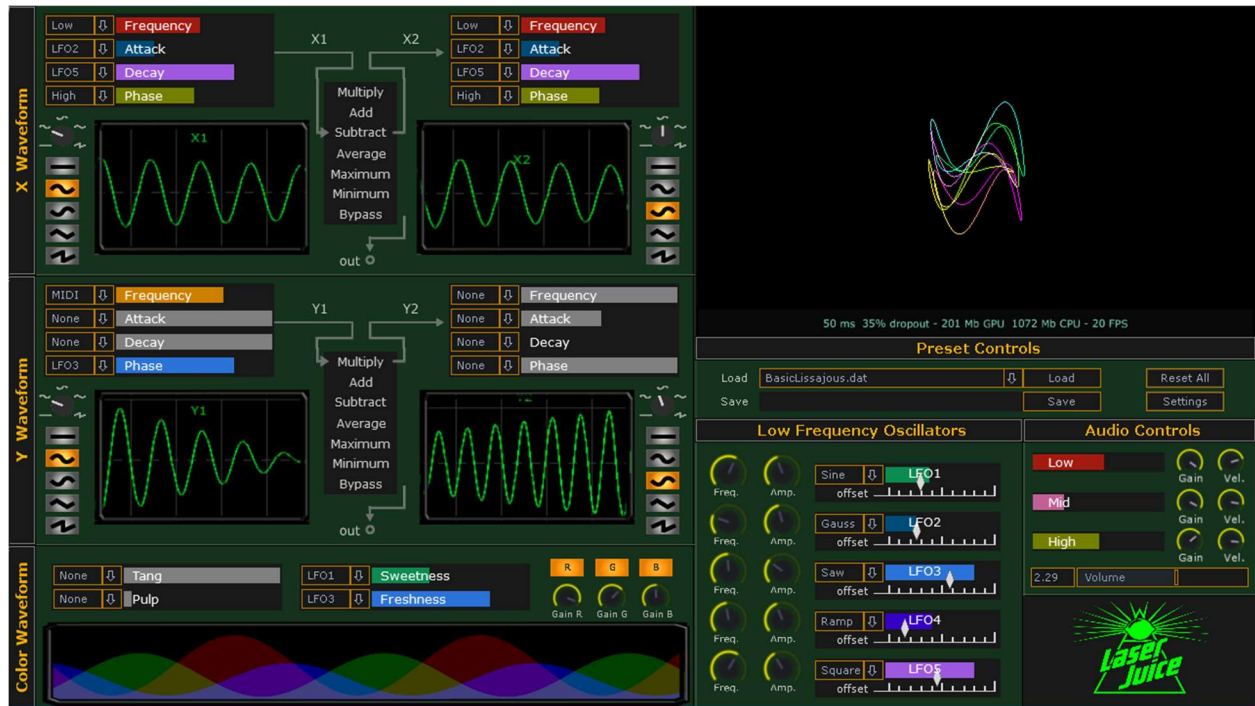 X Waveform
Low Frequency
LFO2 Attack
LFO5 Decay
High Phase
X1
X2
Low Frequency
LFO2 Attack
LFO5 Decay
High Phase
Multiply
Add
Subtract
Average
Maximum
Minimum
Bypass
out
X1
X2
Y Waveform
MIDI Frequency
None Attack
None Decay
LFO3 Phase
Y1
Y2
None Frequency
None Attack
None Decay
None Phase
Multiply
Add
Subtract
Average
Maximum
Minimum
Bypass
out
Y1
Color Waveform
None Tang
None Pulp
LFO1 Sweetness
LFO3 Freshness
R G B
Gain R Gain G Gain B
50 ms 35% dropout - 201 Mb GPU 1072 Mb CPU - 20 FPS
Preset Controls
Load BasicLissajous.dat Load Reset All
Save Save Settings
Low Frequency Oscillators
Sine LFO1
Freq. Amp. offset
Gauss LFO2
Freq. Amp. offset
Saw LFO3
Freq. Amp. offset
Ramp LFO4
Freq. Amp. offset
Square LFO5
Freq. Amp. offset
Audio Controls
Low
Gain Vel.
Mid
Gain Vel.
High
Gain Vel.
2.29 Volume
Laser
Juice